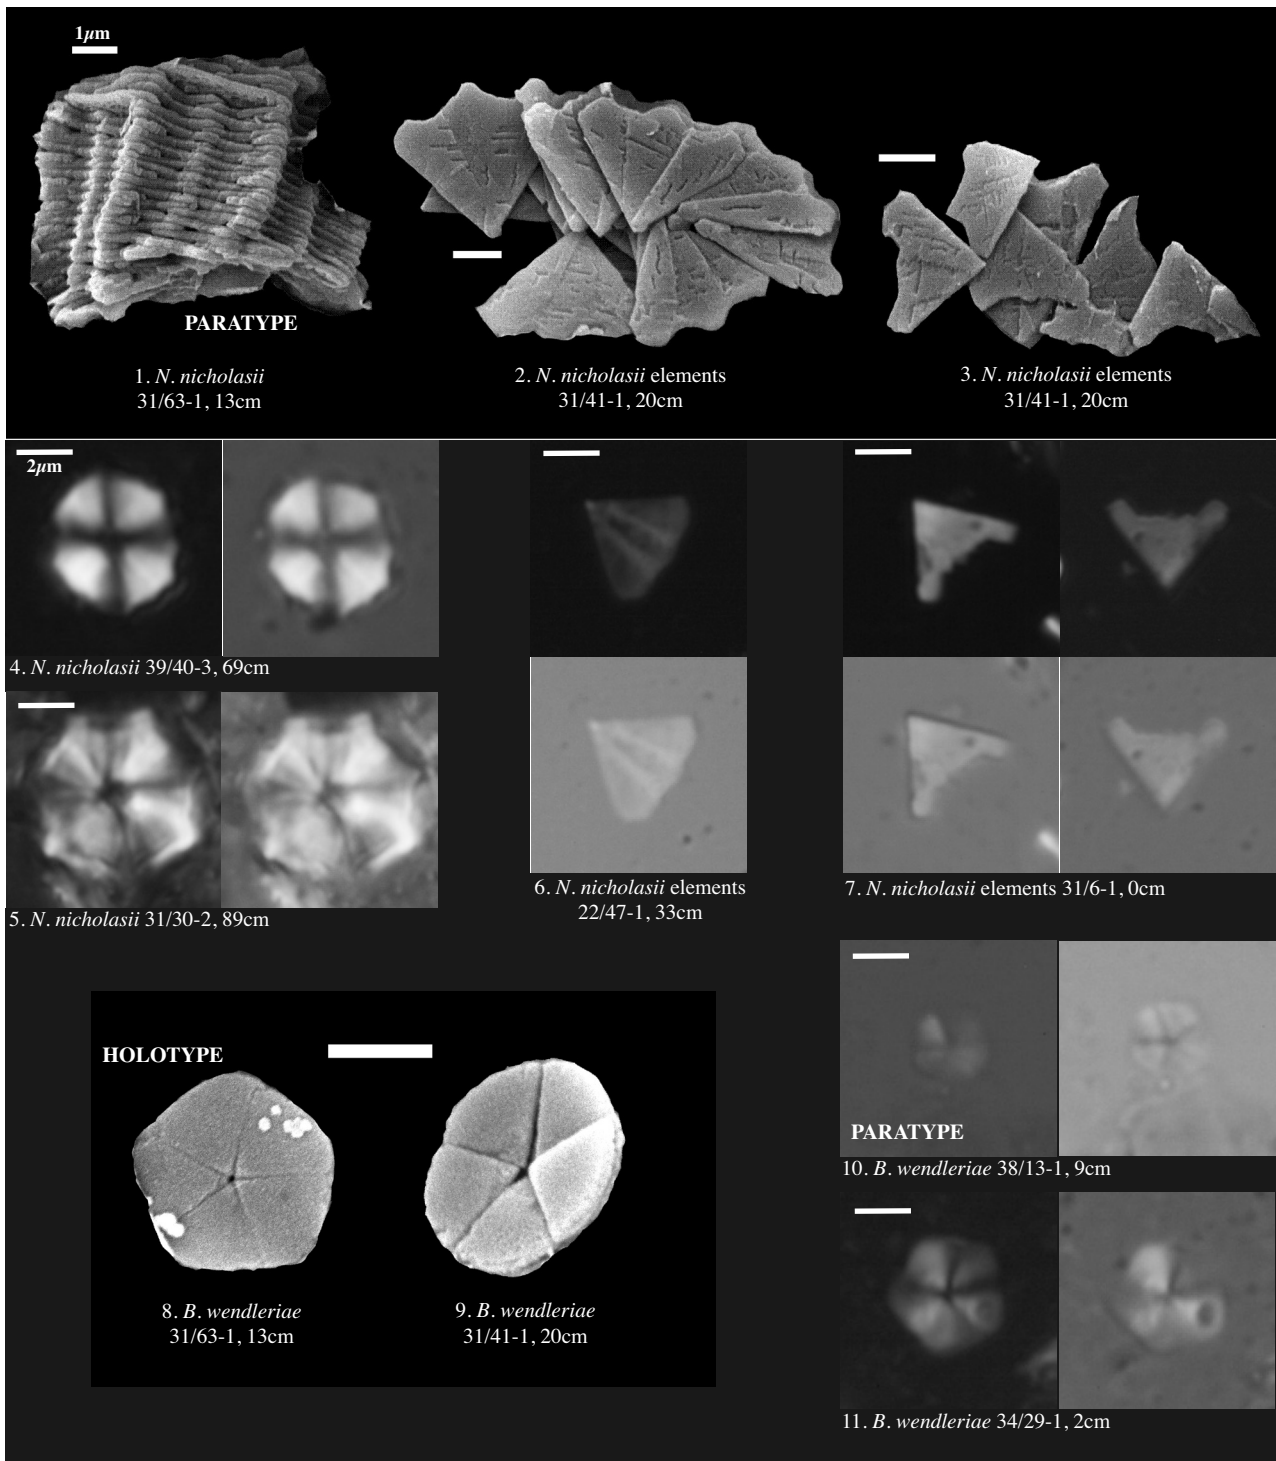 1µm
PARATYPE
1. N. nicholasii
31/63-1, 13cm
2. N. nicholasii elements
31/41-1, 20cm
3. N. nicholasii elements
31/41-1, 20cm
2µm
4. N. nicholasii 39/40-3, 69cm
5. N. nicholasii 31/30-2, 89cm
6. N. nicholasii elements
22/47-1, 33cm
7. N. nicholasii elements 31/6-1, 0cm
HOLOTYPE
8. B. wendleriae
31/63-1, 13cm
9. B. wendleriae
31/41-1, 20cm
PARATYPE
10. B. wendleriae 38/13-1, 9cm
11. B. wendleriae 34/29-1, 2cm